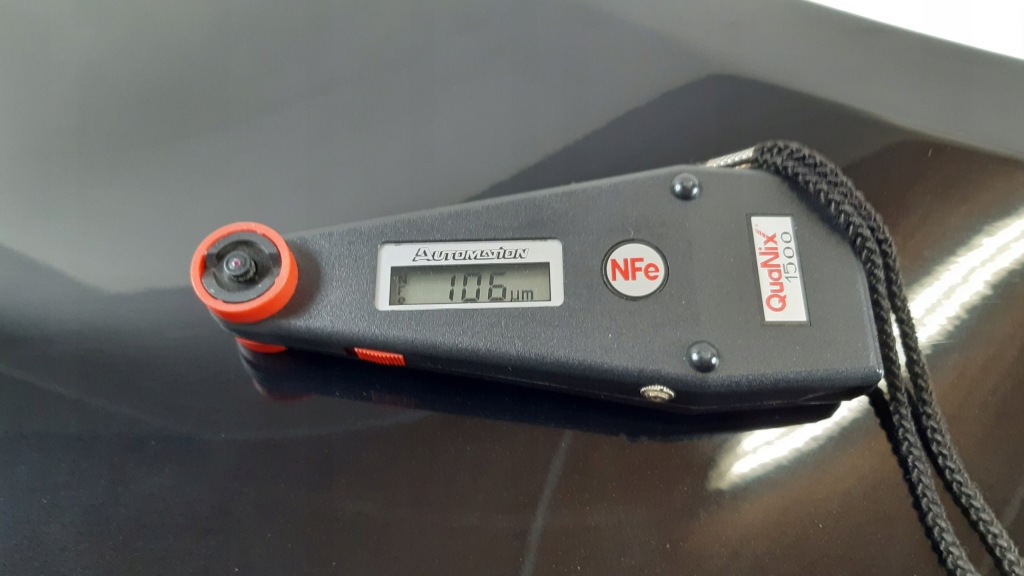 AUTOMATION
106 µm
NFe
QuaNix
1500